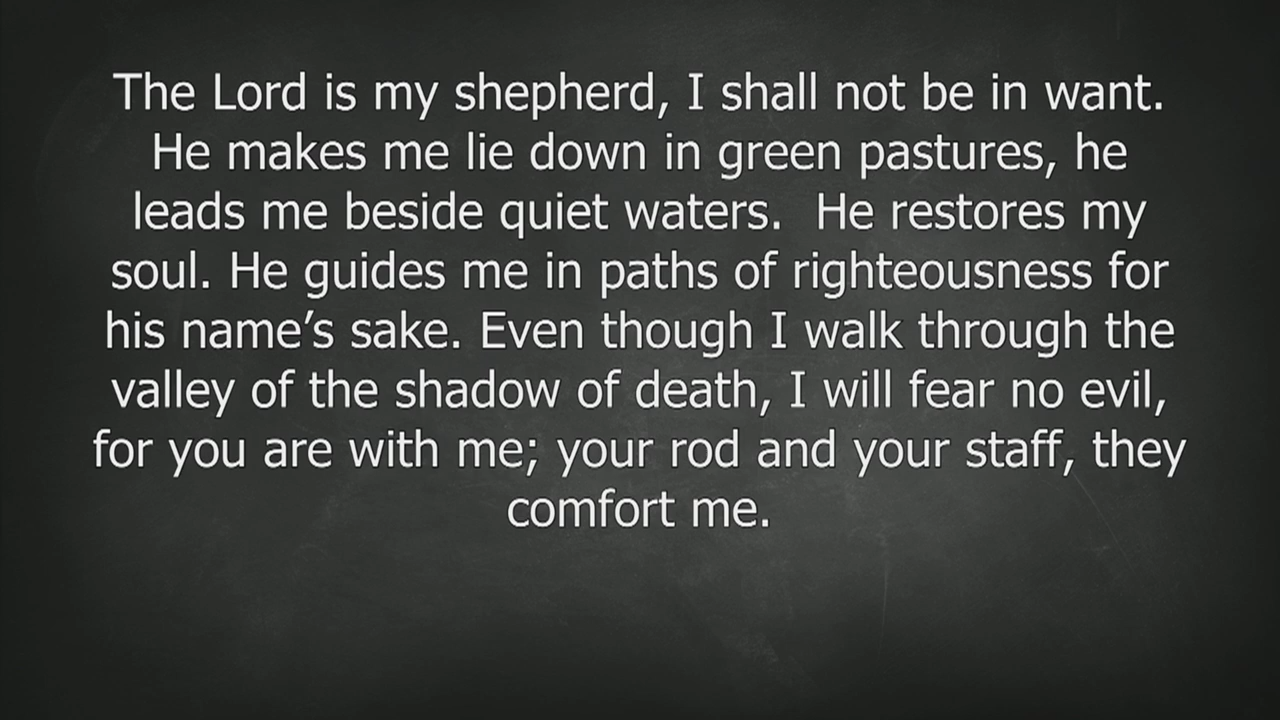 The Lord is my shepherd, I shall not be in want.
He makes me lie down in green pastures, he
leads me beside quiet waters.  He restores my
soul. He guides me in paths of righteousness for
his name’s sake. Even though I walk through the
valley of the shadow of death, I will fear no evil,
for you are with me; your rod and your staff, they
comfort me.